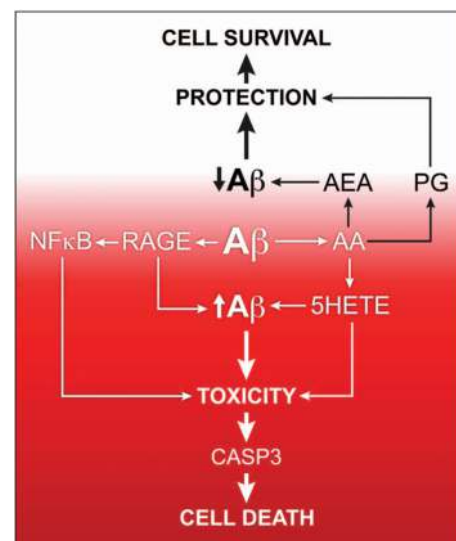 CELL SURVIVAL
PROTECTION
↓Aβ AEA PG
NFκB RAGE Aβ AA
↑Aβ 5HETE
TOXICITY
CASP3
CELL DEATH